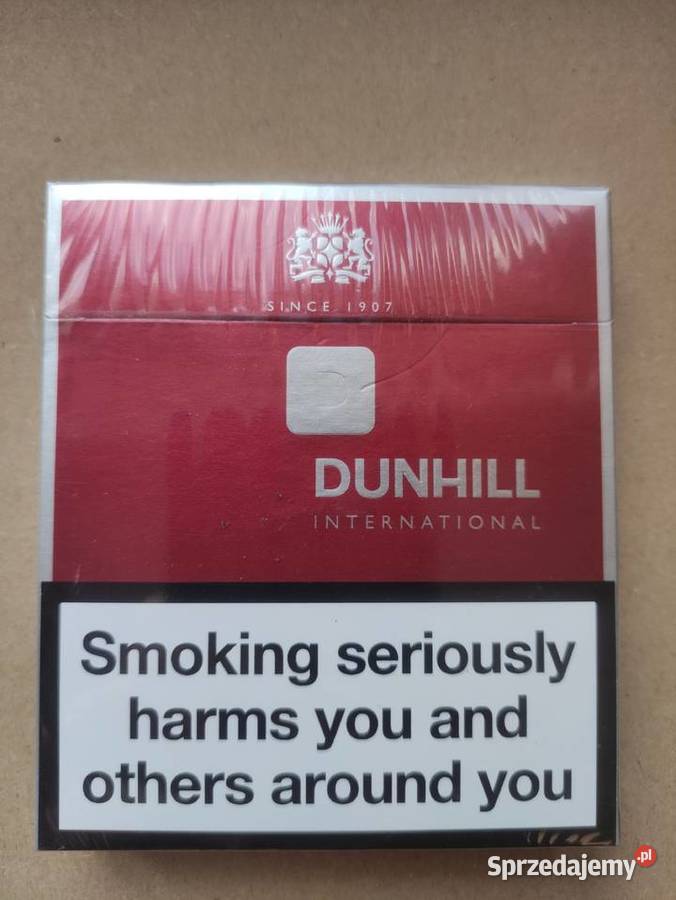 SINCE 1907
DUNHILL
INTERNATIONAL
Smoking seriously
harms you and
others around you
Sprzedajemy.pl